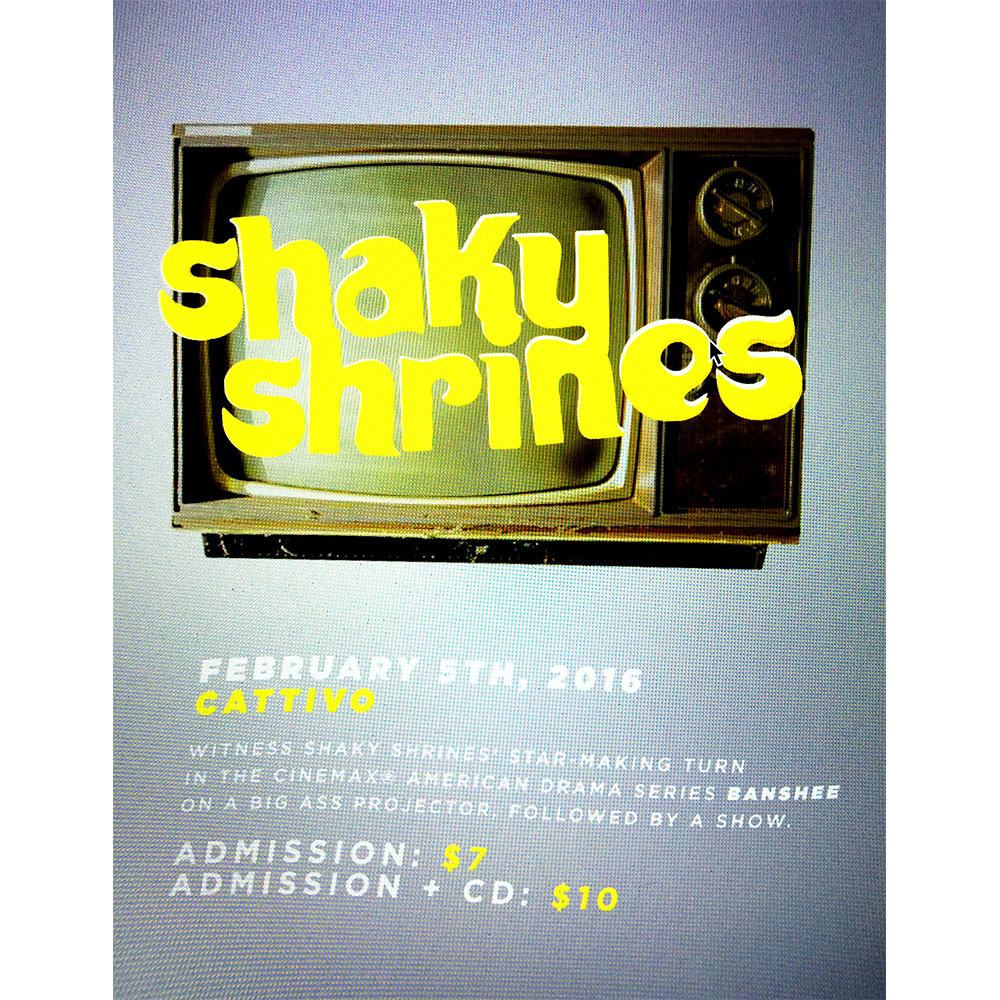 shaky
shrines
FEBRUARY 5TH, 2016
CATTIVO
WITNESS SHAKY SHRINES' STAR-MAKING TURN
IN THE CINEMAX® AMERICAN DRAMA SERIES BANSHEE
ON A BIG ASS PROJECTOR, FOLLOWED BY A SHOW.
ADMISSION: $7
ADMISSION + CD: $10